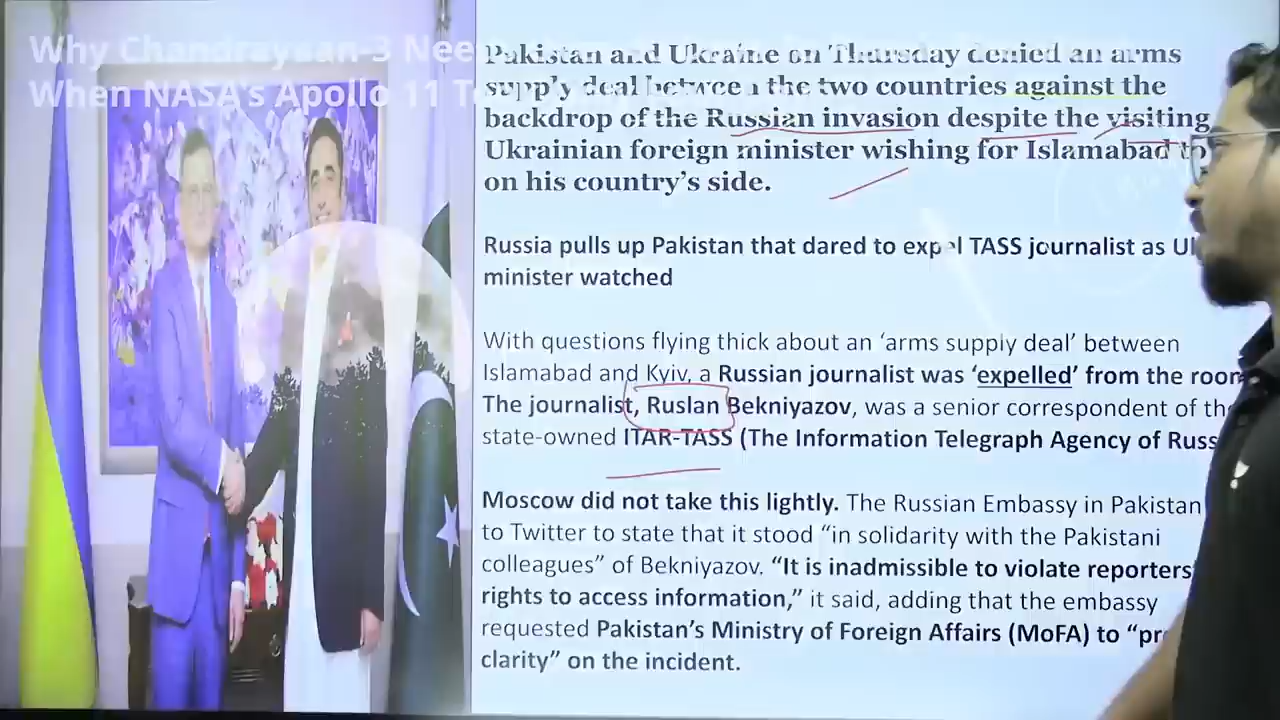 Why Chandrayaan-3 Nee
When NASA's Apollo 11 T
Pakistan and Ukraine on Thursday denied an arms
supply deal between the two countries against the
backdrop of the Russian invasion despite the visiting
Ukrainian foreign minister wishing for Islamabad to
on his country's side.
Russia pulls up Pakistan that dared to expel TASS journalist as
minister watched
With questions flying thick about an 'arms supply deal' between
Islamabad and Kyiv, a Russian journalist was 'expelled' from the room
The journalist, Ruslan Bekniyazov, was a senior correspondent of the
state-owned ITAR-TASS (The Information Telegraph Agency of Russ
Moscow did not take this lightly. The Russian Embassy in Pakistan
to Twitter to state that it stood "in solidarity with the Pakistani
colleagues" of Bekniyazov. "It is inadmissible to violate reporters'
rights to access information," it said, adding that the embassy
requested Pakistan's Ministry of Foreign Affairs (MoFA) to
clarity" on the incident.